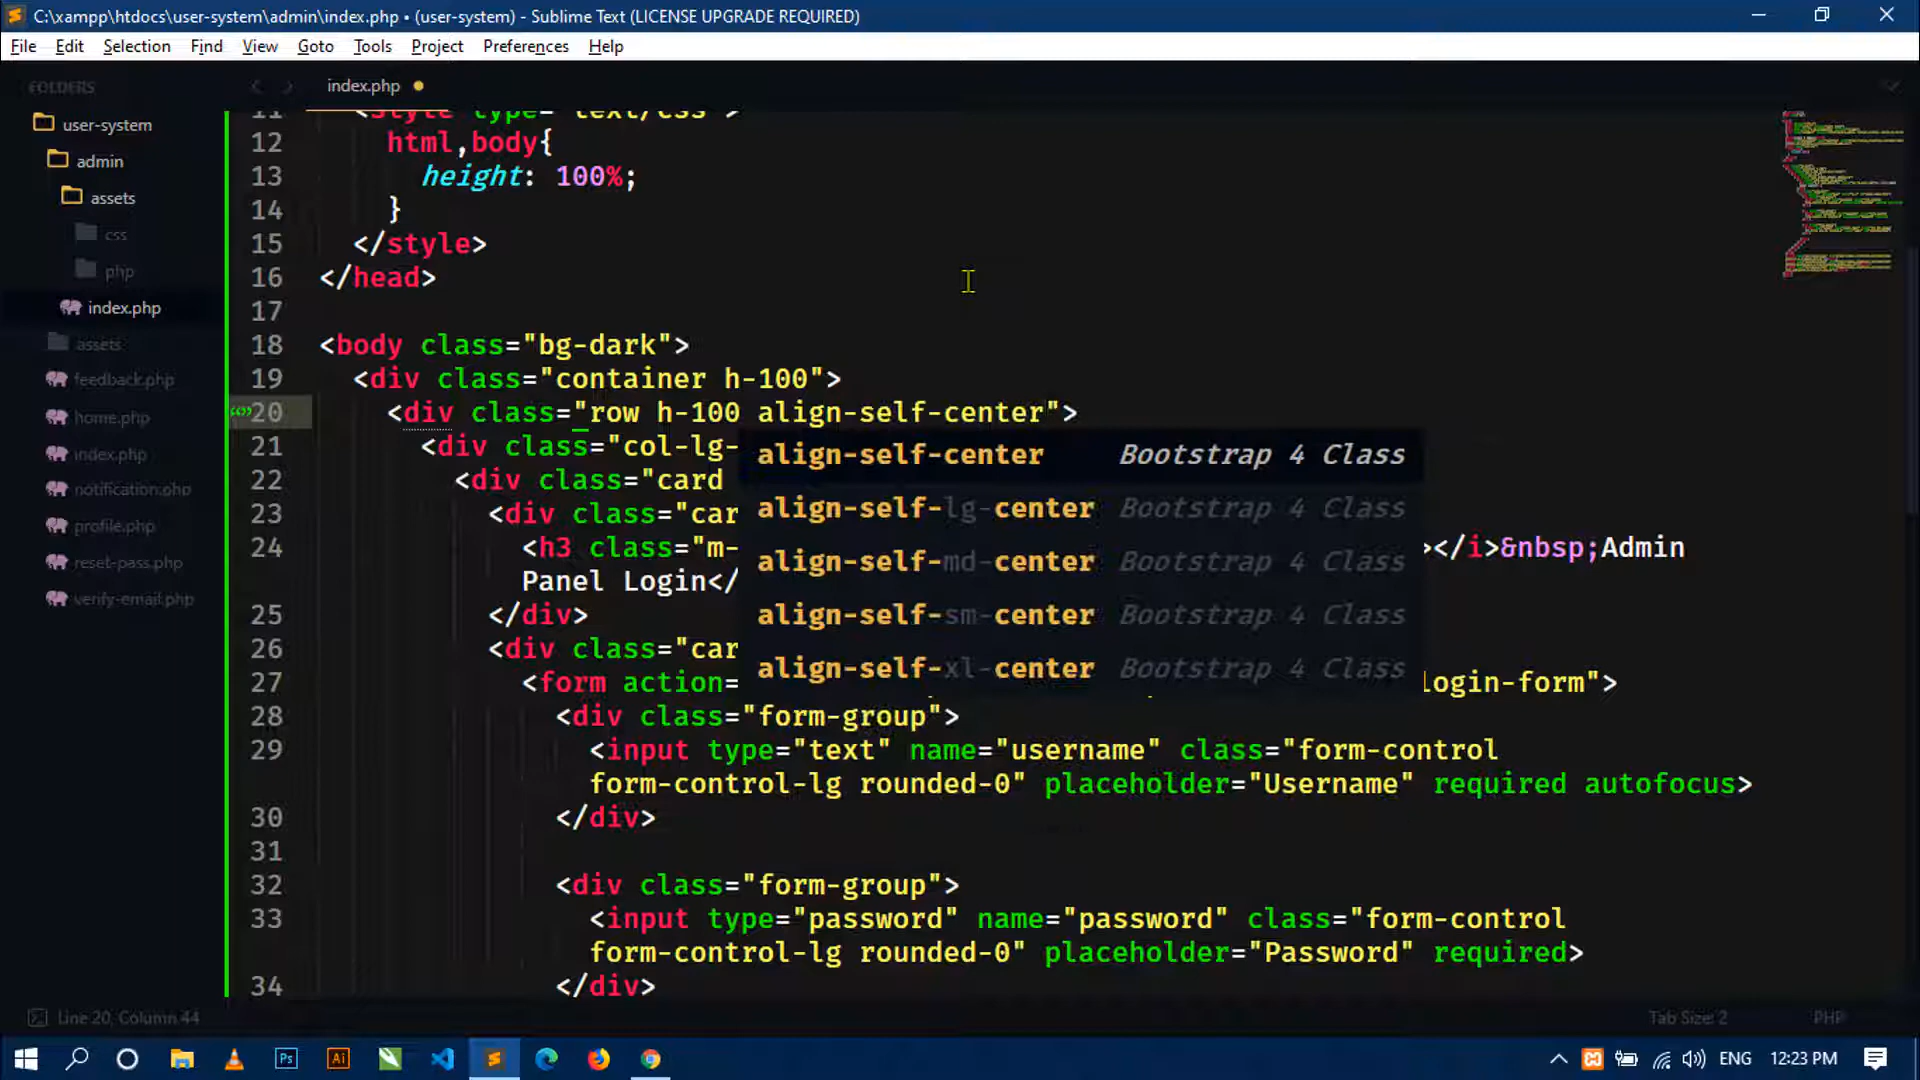 C:\xampp\htdocs\user-system\admin\index.php • (user-system) - Sublime Text (LICENSE UPGRADE REQUIRED)
File Edit Selection Find View Goto Tools Project Preferences Help
FOLDERS
user-system
admin
assets
css
php
index.php
assets
feedback.php
home.php
index.php
notification.php
profile.php
reset-pass.php
verify-email.php
index.php
11 <style type="text/css">
12 html,body{
13 height: 100%;
14 }
15 </style>
16 </head>
17
18 <body class="bg-dark">
19 <div class="container h-100">
20 <div class="row h-100 align-self-center">
21 <div class="col-lg-
22 <div class="card
23 <div class="car
24 <h3 class="m- ></i>&nbsp;Admin
Panel Login</
25 </div>
26 <div class="car
27 <form action= login-form">
28 <div class="form-group">
29 <input type="text" name="username" class="form-control
form-control-lg rounded-0" placeholder="Username" required autofocus>
30 </div>
31
32 <div class="form-group">
33 <input type="password" name="password" class="form-control
form-control-lg rounded-0" placeholder="Password" required>
34 </div>
align-self-center Bootstrap 4 Class
align-self-lg-center Bootstrap 4 Class
align-self-md-center Bootstrap 4 Class
align-self-sm-center Bootstrap 4 Class
align-self-xl-center Bootstrap 4 Class
Line 20, Column 44
Tab Size: 2
PHP
Ps
Ai
ENG
12:23 PM